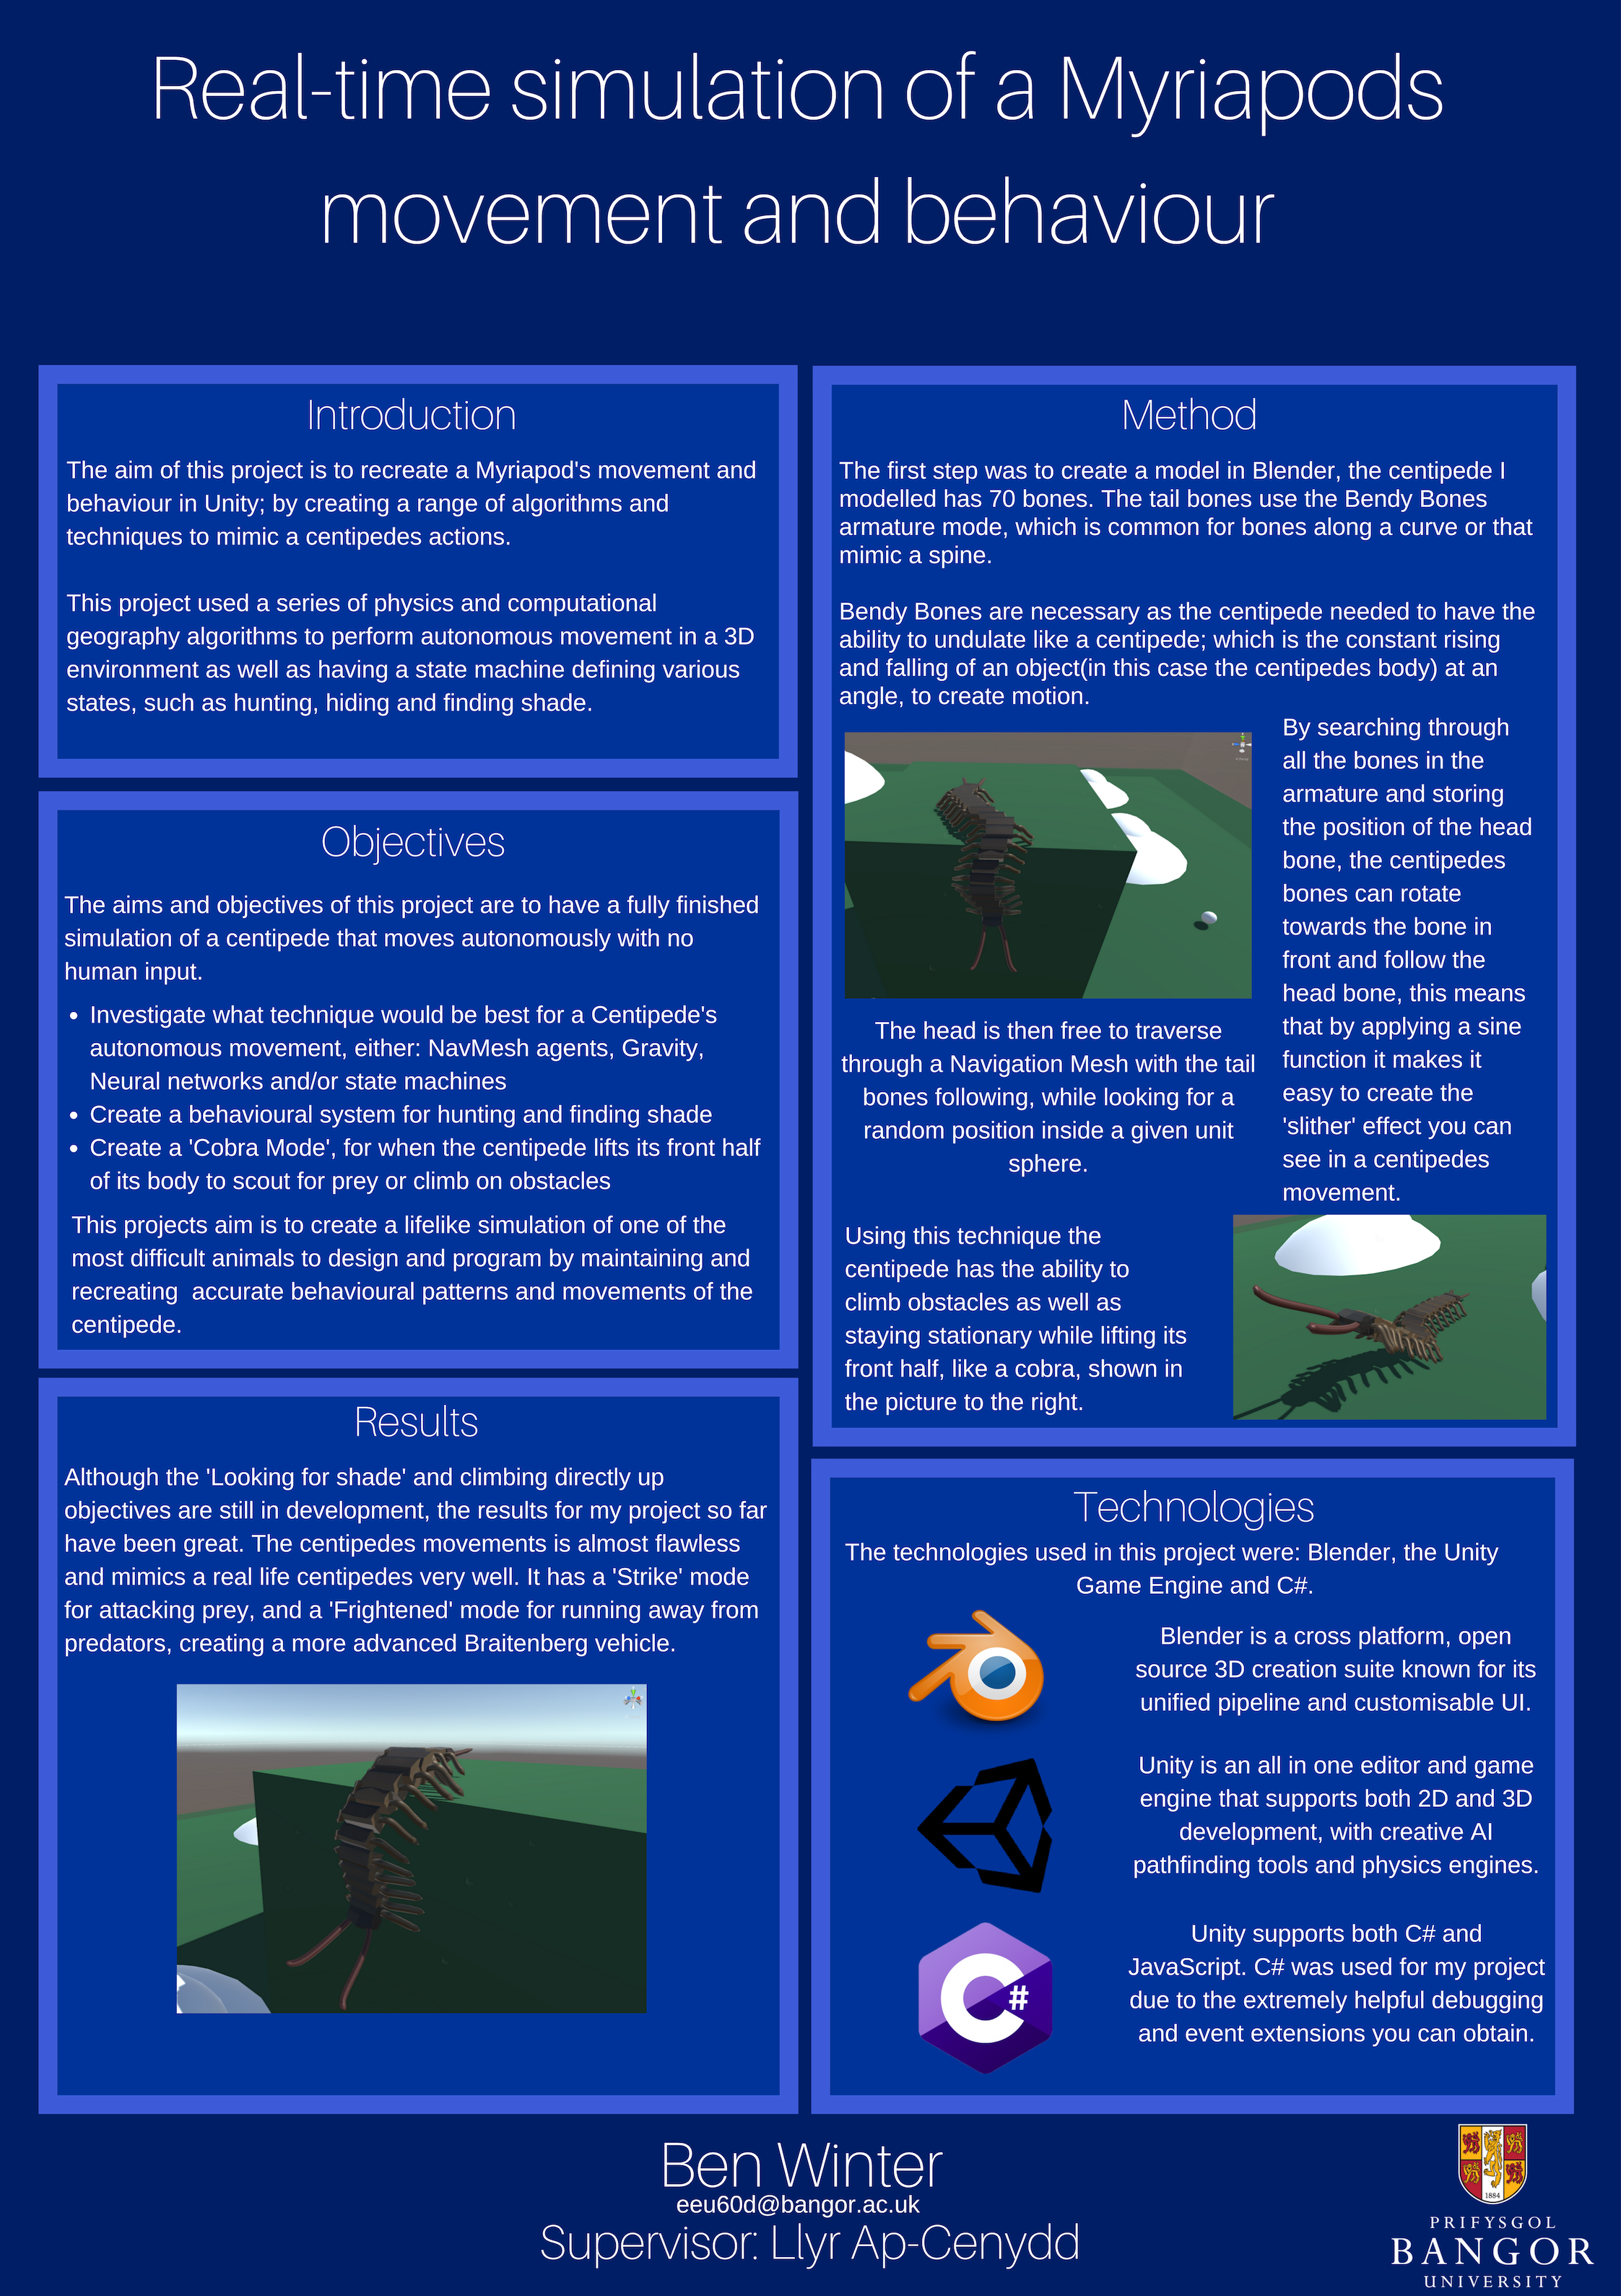 Real-time simulation of a Myriapods
movement and behaviour
Introduction
The aim of this project is to recreate a Myriapod's movement and
behaviour in Unity; by creating a range of algorithms and
techniques to mimic a centipedes actions.
This project used a series of physics and computational
geography algorithms to perform autonomous movement in a 3D
environment as well as having a state machine defining various
states, such as hunting, hiding and finding shade.
Objectives
The aims and objectives of this project are to have a fully finished
simulation of a centipede that moves autonomously with no
human input.
• Investigate what technique would be best for a Centipede's
autonomous movement, either: NavMesh agents, Gravity,
Neural networks and/or state machines
• Create a behavioural system for hunting and finding shade
• Create a 'Cobra Mode', for when the centipede lifts its front half
of its body to scout for prey or climb on obstacles
This projects aim is to create a lifelike simulation of one of the
most difficult animals to design and program by maintaining and
recreating  accurate behavioural patterns and movements of the
centipede.
Results
Although the 'Looking for shade' and climbing directly up
objectives are still in development, the results for my project so far
have been great. The centipedes movements is almost flawless
and mimics a real life centipedes very well. It has a 'Strike' mode
for attacking prey, and a 'Frightened' mode for running away from
predators, creating a more advanced Braitenberg vehicle.
Method
The first step was to create a model in Blender, the centipede I
modelled has 70 bones. The tail bones use the Bendy Bones
armature mode, which is common for bones along a curve or that
mimic a spine.
Bendy Bones are necessary as the centipede needed to have the
ability to undulate like a centipede; which is the constant rising
and falling of an object(in this case the centipedes body) at an
angle, to create motion.
By searching through
all the bones in the
armature and storing
the position of the head
bone, the centipedes
bones can rotate
towards the bone in
front and follow the
head bone, this means
that by applying a sine
function it makes it
easy to create the
'slither' effect you can
see in a centipedes
movement.
The head is then free to traverse
through a Navigation Mesh with the tail
bones following, while looking for a
random position inside a given unit
sphere.
Using this technique the
centipede has the ability to
climb obstacles as well as
staying stationary while lifting its
front half, like a cobra, shown in
the picture to the right.
Technologies
The technologies used in this project were: Blender, the Unity
Game Engine and C#.
Blender is a cross platform, open
source 3D creation suite known for its
unified pipeline and customisable UI.
Unity is an all in one editor and game
engine that supports both 2D and 3D
development, with creative AI
pathfinding tools and physics engines.
C#
Unity supports both C# and
JavaScript. C# was used for my project
due to the extremely helpful debugging
and event extensions you can obtain.
Ben Winter
eeu60d@bangor.ac.uk
Supervisor: Llyr Ap-Cenydd
1884
PRIFYSGOL
BANGOR
UNIVERSITY